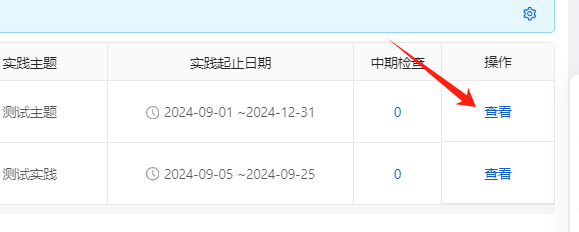 实践主题 实践起止日期 中期检查 操作
测试主题 2024-09-01 ~2024-12-31 0 查看
测试实践 2024-09-05 ~2024-09-25 0 查看